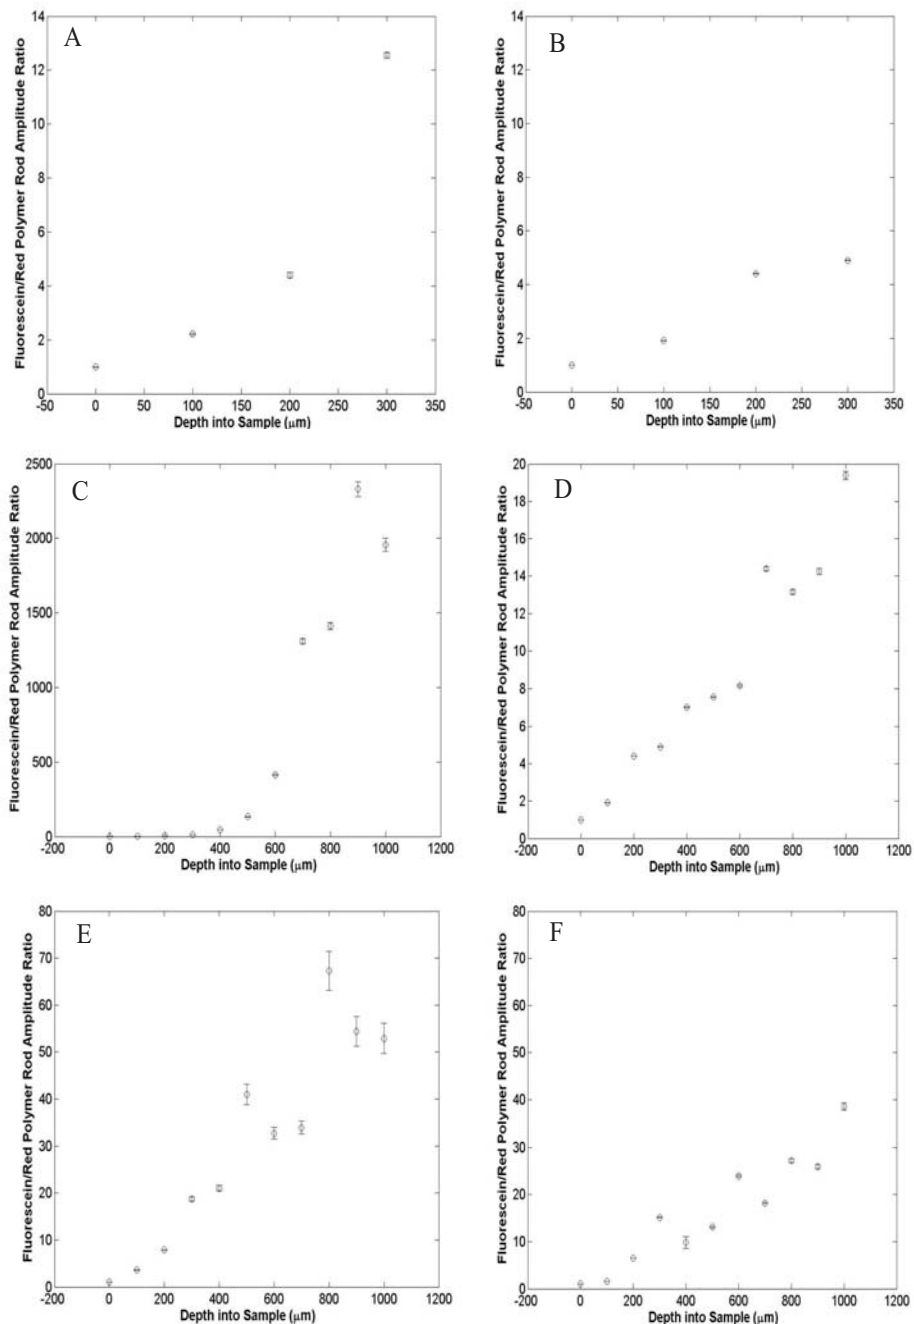 A
Fluorescein/Red Polymer Rod Amplitude Ratio
14
12
10
8
6
4
2
0
-50 0 50 100 150 200 250 300 350
Depth into Sample (μm)
B
Fluorescein/Red Polymer Rod Amplitude Ratio
14
12
10
8
6
4
2
0
-50 0 50 100 150 200 250 300 350
Depth into Sample (μm)
C
Fluorescein/Red Polymer Rod Amplitude Ratio
2500
2000
1500
1000
500
0
-200 0 200 400 600 800 1000 1200
Depth into Sample (μm)
D
Fluorescein/Red Polymer Rod Amplitude Ratio
20
18
16
14
12
10
8
6
4
2
0
-200 0 200 400 600 800 1000 1200
Depth into Sample (μm)
E
Fluorescein/Red Polymer Rod Amplitude Ratio
80
70
60
50
40
30
20
10
0
-200 0 200 400 600 800 1000 1200
Depth into Sample (μm)
F
Fluorescein/Red Polymer Rod Amplitude Ratio
80
70
60
50
40
30
20
10
0
-200 0 200 400 600 800 1000 1200
Depth into Sample (μm)